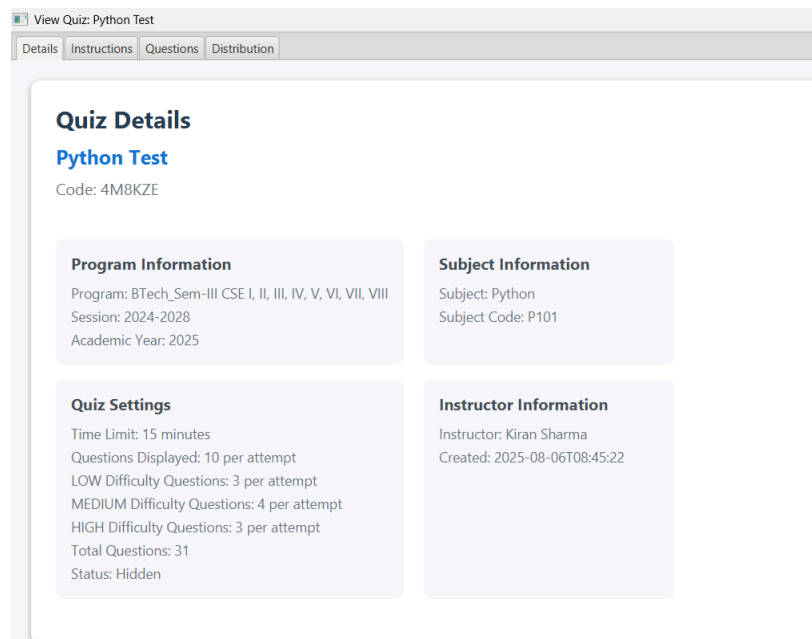 View Quiz: Python Test
Details Instructions Questions Distribution
Quiz Details
Python Test
Code: 4M8KZE
Program Information
Program: BTech_Sem-III CSE I, II, III, IV, V, VI, VII, VIII
Session: 2024-2028
Academic Year: 2025
Subject Information
Subject: Python
Subject Code: P101
Quiz Settings
Time Limit: 15 minutes
Questions Displayed: 10 per attempt
LOW Difficulty Questions: 3 per attempt
MEDIUM Difficulty Questions: 4 per attempt
HIGH Difficulty Questions: 3 per attempt
Total Questions: 31
Status: Hidden
Instructor Information
Instructor: Kiran Sharma
Created: 2025-08-06T08:45:22